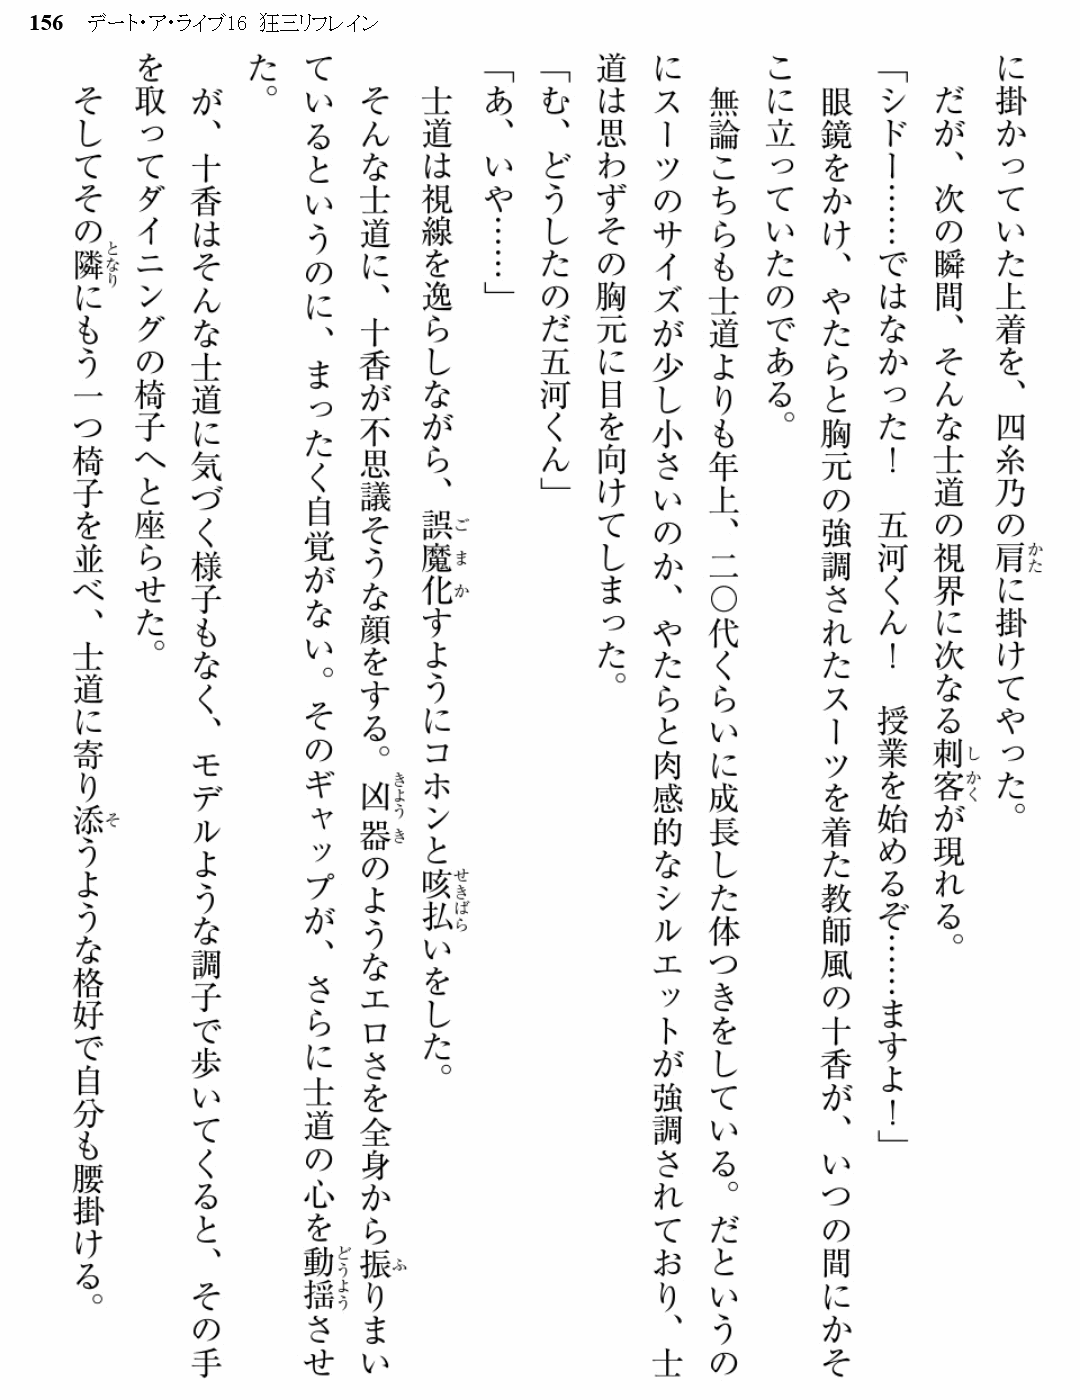 156 デート・ア・ライブ16 狂三リフレイン
に掛かっていた上着を、四糸乃の肩に掛けてやった。
だが、次の瞬間、そんな士道の視界に次なる刺客が現れる。
「シドー……ではなかった！　五河くん！　授業を始めるぞ……ますよ！」
眼鏡をかけ、やたらと胸元の強調されたスーツを着た教師風の十香が、いつの間にかそ
こに立っていたのである。
無論こちらも士道よりも年上、二〇代くらいに成長した体つきをしている。だというの
にスーツのサイズが少し小さいのか、やたらと肉感的なシルエットが強調されており、士
道は思わずその胸元に目を向けてしまった。
「む、どうしたのだ五河くん」
「あ、いや……」
士道は視線を逸らしながら、誤魔化すようにコホンと咳払いをした。
そんな士道に、十香が不思議そうな顔をする。凶器のようなエロさを全身から振りまい
ているというのに、まったく自覚がない。そのギャップが、さらに士道の心を動揺させ
た。
が、十香はそんな士道に気づく様子もなく、モデルような調子で歩いてくると、その手
を取ってダイニングの椅子へと座らせた。
そしてその隣にもう一つ椅子を並べ、士道に寄り添うような格好で自分も腰掛ける。